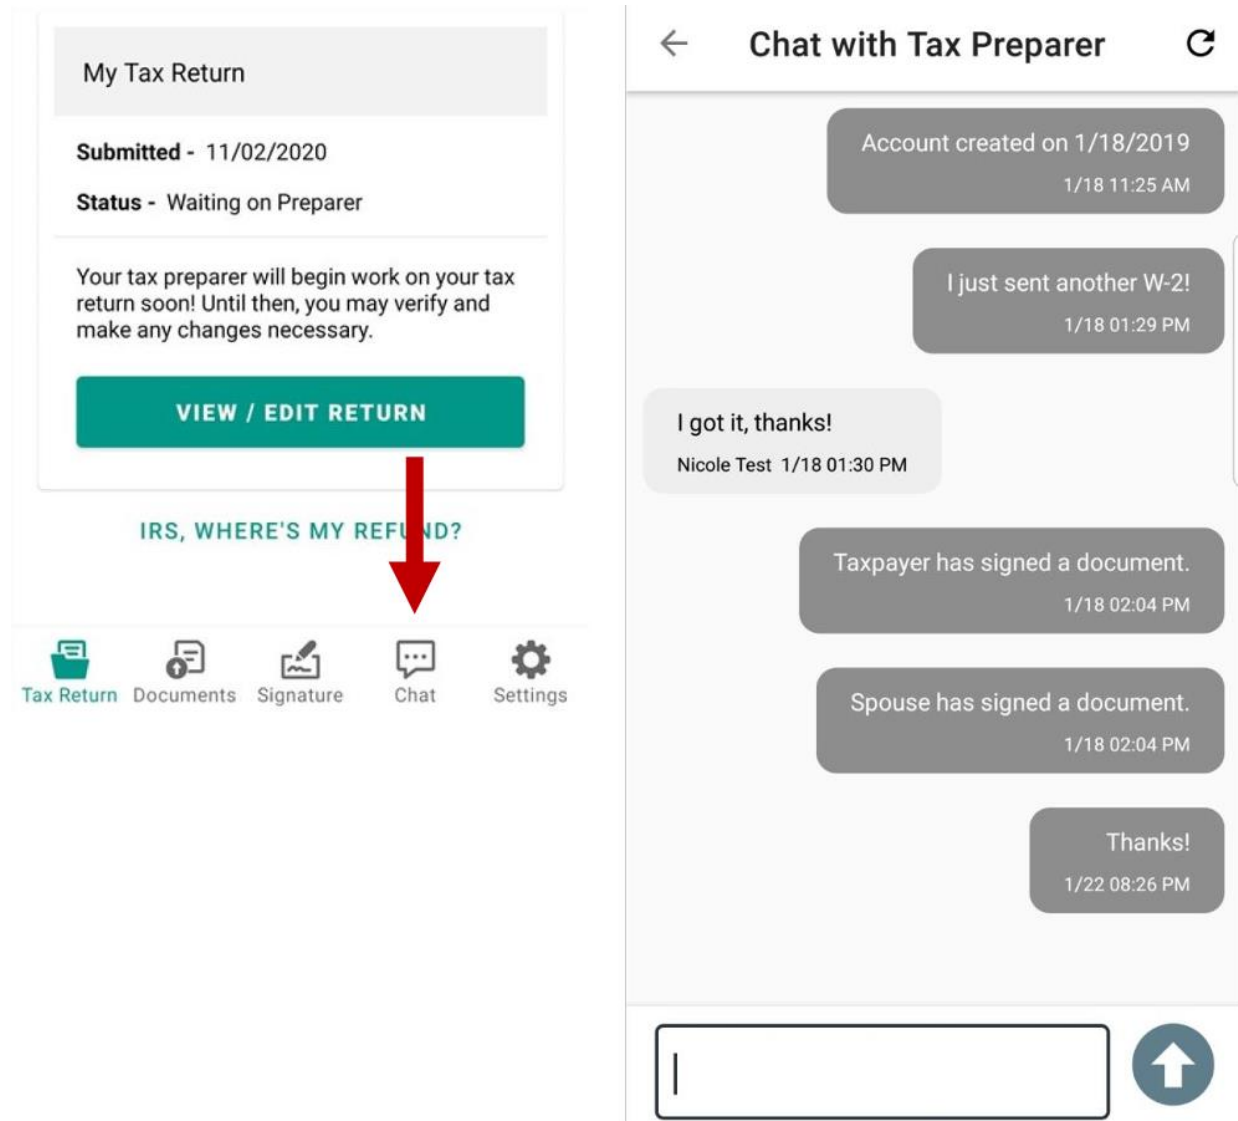 My Tax Return
Submitted - 11/02/2020
Status - Waiting on Preparer
Your tax preparer will begin work on your tax
return soon! Until then, you may verify and
make any changes necessary.
VIEW / EDIT RETURN
IRS, WHERE'S MY REFUND?
Tax Return Documents Signature Chat Settings
Chat with Tax Preparer
Account created on 1/18/2019
1/18 11:25 AM
I just sent another W-2!
1/18 01:29 PM
I got it, thanks!
Nicole Test 1/18 01:30 PM
Taxpayer has signed a document.
1/18 02:04 PM
Spouse has signed a document.
1/18 02:04 PM
Thanks!
1/22 08:26 PM